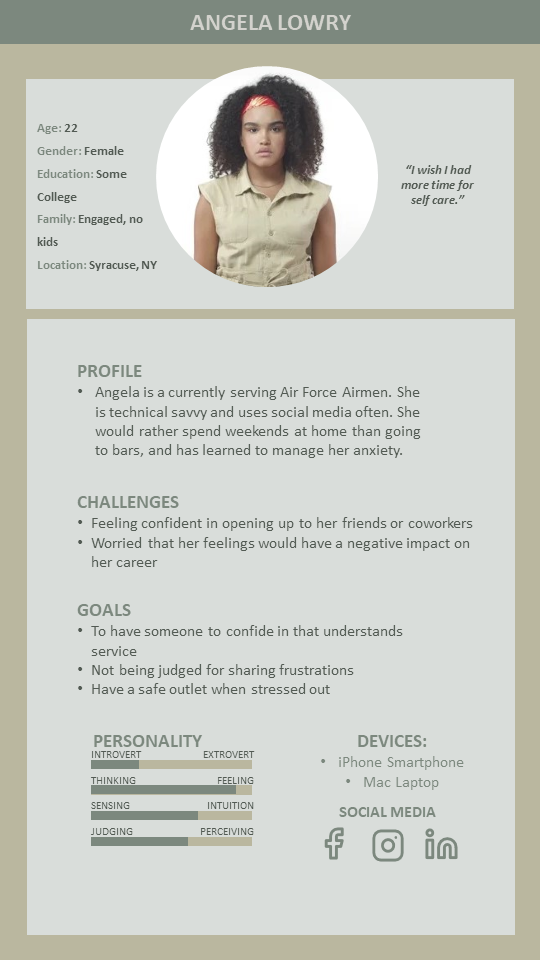 ANGELA LOWRY
Age: 22
Gender: Female
Education: Some
College
Family: Engaged, no
kids
Location: Syracuse, NY
“I wish I had
more time for
self care.”
PROFILE
• Angela is a currently serving Air Force Airmen. She
is technical savvy and uses social media often. She
would rather spend weekends at home than going
to bars, and has learned to manage her anxiety.
CHALLENGES
• Feeling confident in opening up to her friends or coworkers
• Worried that her feelings would have a negative impact on
her career
GOALS
• To have someone to confide in that understands
service
• Not being judged for sharing frustrations
• Have a safe outlet when stressed out
PERSONALITY
INTROVERT EXTROVERT
THINKING FEELING
SENSING INTUITION
JUDGING PERCEIVING
DEVICES:
• iPhone Smartphone
• Mac Laptop
SOCIAL MEDIA